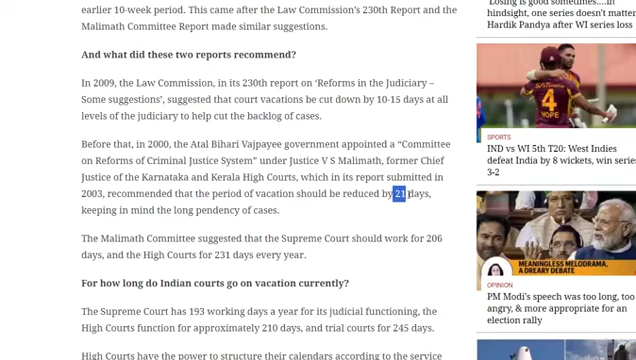 earlier 10-week period. This came after the Law Commission's 230th Report and the
Malimath Committee Report made similar suggestions.
And what did these two reports recommend?
In 2009, the Law Commission, in its 230th report on 'Reforms in the Judiciary –
Some suggestions', suggested that court vacations be cut down by 10-15 days at all
levels of the judiciary to help cut the backlog of cases.
Before that, in 2000, the Atal Bihari Vajpayee government appointed a "Committee
on Reforms of Criminal Justice System" under Justice V S Malimath, former Chief
Justice of the Karnataka and Kerala High Courts, which in its report submitted in
2003, recommended that the period of vacation should be reduced by 21 days,
keeping in mind the long pendency of cases.
The Malimath Committee suggested that the Supreme Court should work for 206
days, and the High Courts for 231 days every year.
For how long do Indian courts go on vacation currently?
The Supreme Court has 193 working days a year for its judicial functioning, the
High Courts function for approximately 210 days, and trial courts for 245 days.
High Courts have the power to structure their calendars according to the service
'Losing is good sometimes....in
hindsight, one series doesn't matter
Hardik Pandya after WI series loss
4
HOPE
SPORTS
IND vs WI 5th T20: West Indies
defeat India by 8 wickets, win series
3-2
MEANINGLESS MELODRAMA,
A DREARY DEBATE
OPINION
PM Modi's speech was too long, too
angry, & more appropriate for an
election rally